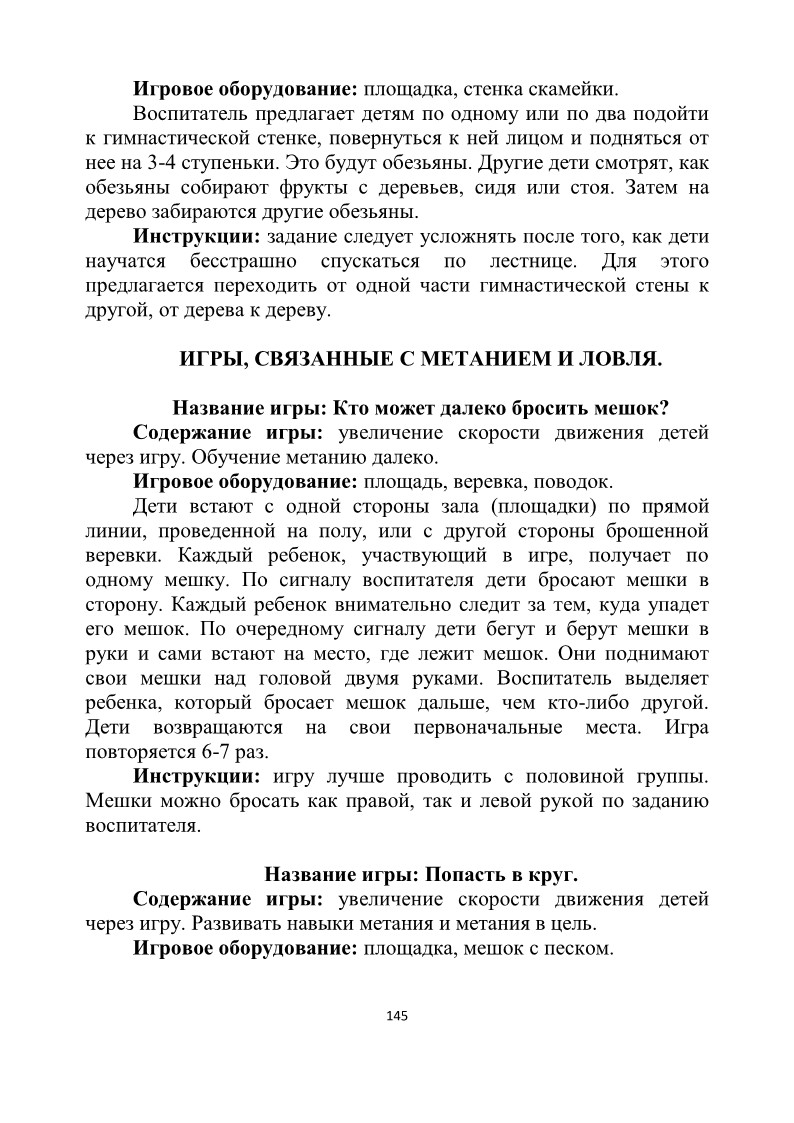 Игровое оборудование: площадка, стенка скамейки.
Воспитатель предлагает детям по одному или по два подойти
к гимнастической стенке, повернуться к ней лицом и подняться от
нее на 3-4 ступеньки. Это будут обезьяны. Другие дети смотрят, как
обезьяны собирают фрукты с деревьев, сидя или стоя. Затем на
дерево забираются другие обезьяны.
Инструкции: задание следует усложнять после того, как дети
научатся бесстрашно спускаться по лестнице. Для этого
предлагается переходить от одной части гимнастической стены к
другой, от дерева к дереву.
ИГРЫ, СВЯЗАННЫЕ С МЕТАНИЕМ И ЛОВЛЯ.
Название игры: Кто может далеко бросить мешок?
Содержание игры: увеличение скорости движения детей
через игру. Обучение метанию далеко.
Игровое оборудование: площадь, веревка, поводок.
Дети встают с одной стороны зала (площадки) по прямой
линии, проведенной на полу, или с другой стороны брошенной
веревки. Каждый ребенок, участвующий в игре, получает по
одному мешку. По сигналу воспитателя дети бросают мешки в
сторону. Каждый ребенок внимательно следит за тем, куда упадет
его мешок. По очередному сигналу дети бегут и берут мешки в
руки и сами встают на место, где лежит мешок. Они поднимают
свои мешки над головой двумя руками. Воспитатель выделяет
ребенка, который бросает мешок дальше, чем кто-либо другой.
Дети возвращаются на свои первоначальные места. Игра
повторяется 6-7 раз.
Инструкции: игру лучше проводить с половиной группы.
Мешки можно бросать как правой, так и левой рукой по заданию
воспитателя.
Название игры: Попасть в круг.
Содержание игры: увеличение скорости движения детей
через игру. Развивать навыки метания и метания в цель.
Игровое оборудование: площадка, мешок с песком.
145